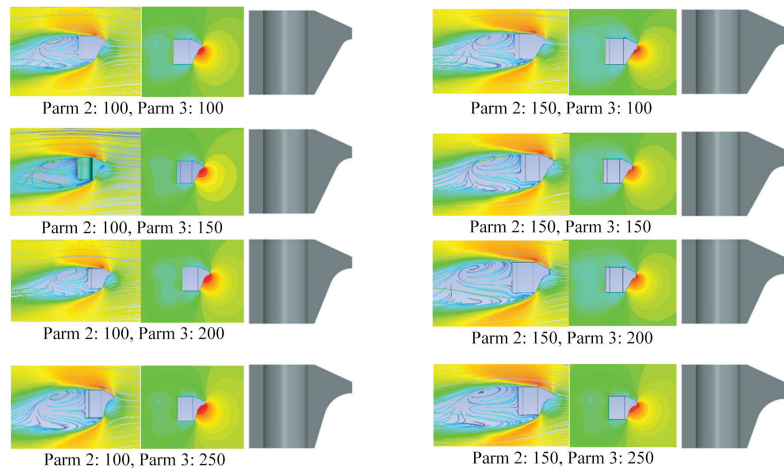 Parm 2: 100, Parm 3: 100
Parm 2: 150, Parm 3: 100
Parm 2: 100, Parm 3: 150
Parm 2: 150, Parm 3: 150
Parm 2: 100, Parm 3: 200
Parm 2: 150, Parm 3: 200
Parm 2: 100, Parm 3: 250
Parm 2: 150, Parm 3: 250